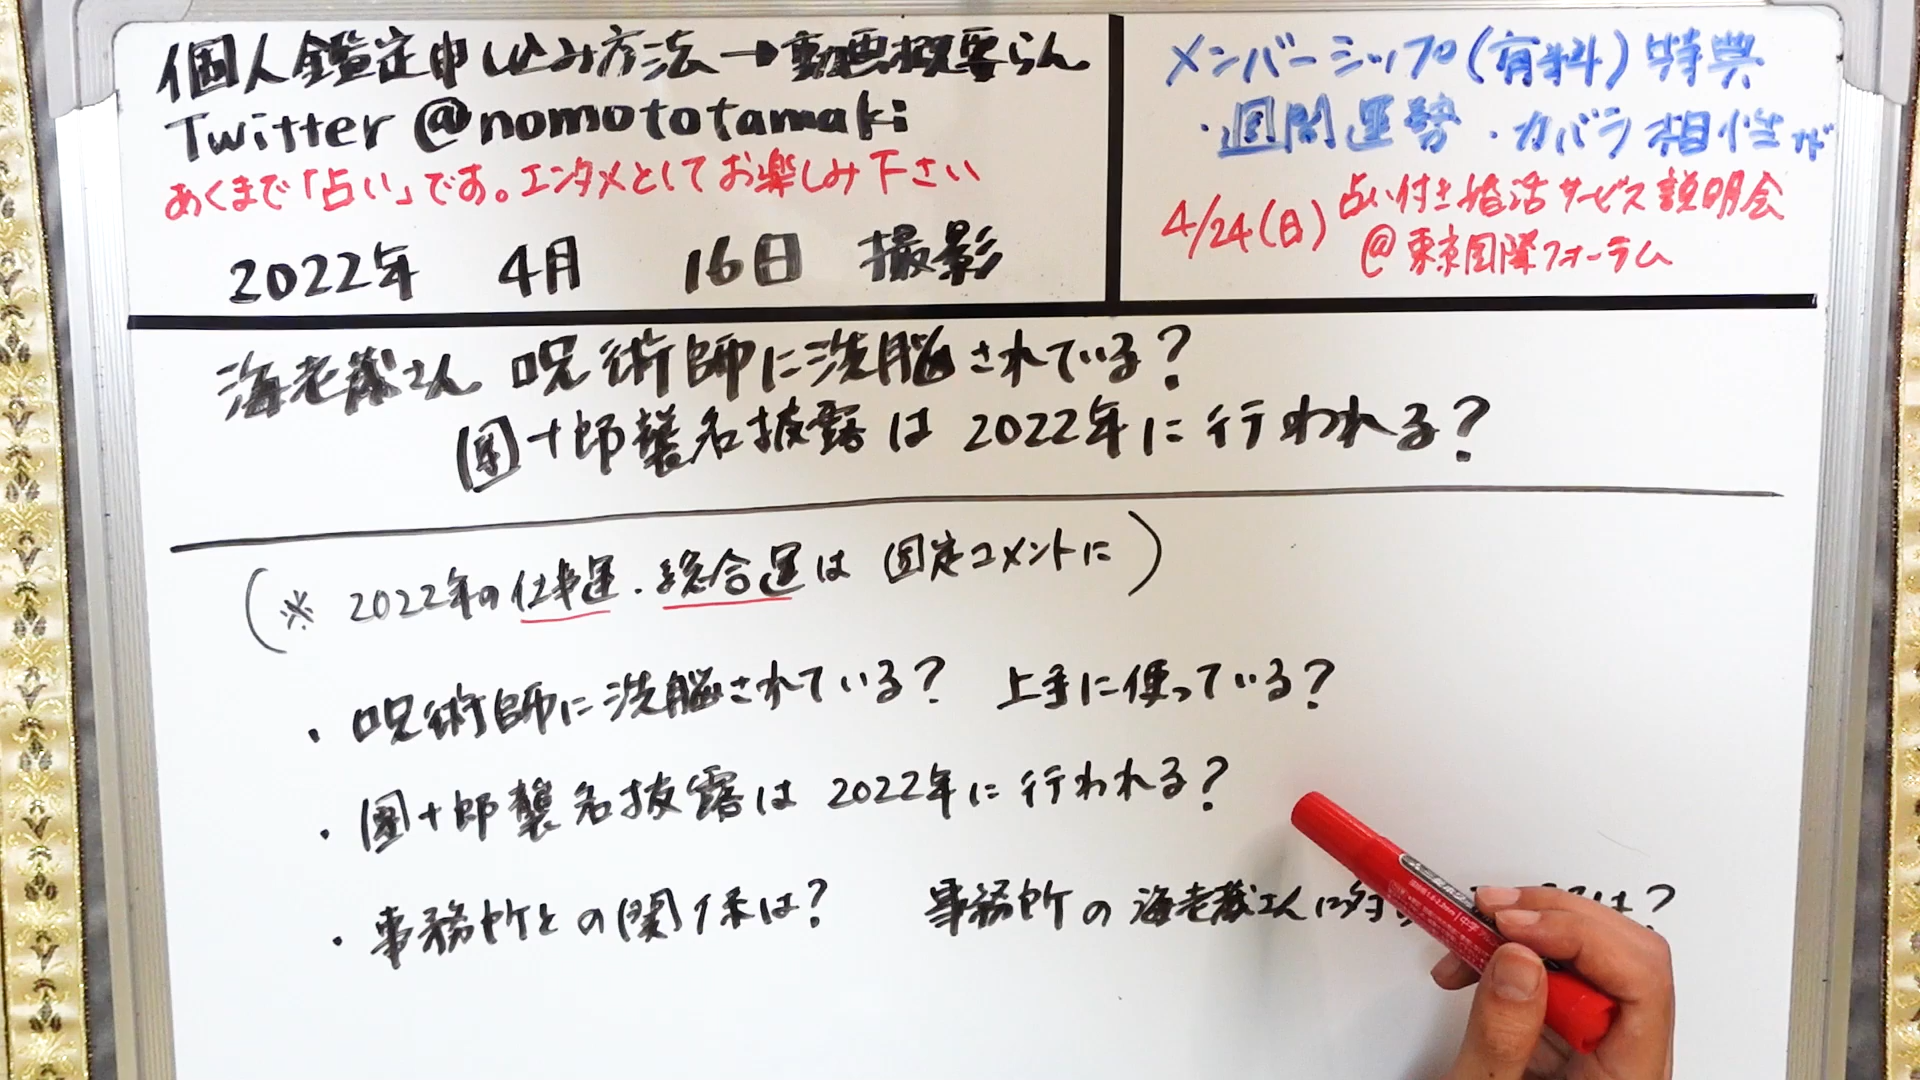 個人鑑定申し込み方法→動画概要らん
Twitter @nomototamaki
あくまで「占い」です。エンタメとしてお楽しみ下さい
2022年 4月 16日 撮影
メンバーシップ(有料)特典
・週間運勢 ・カバラ相性が
4/24(日) 占い付き婚活サービス説明会
@東京国際フォーラム
海老蔵さん 呪術師に洗脳されている?
團十郎襲名披露は 2022年に行われる?
(※ 2022年の仕事運・総合運は 固定コメントに)
・呪術師に洗脳されている? 上手に使っている?
・團十郎襲名披露は 2022年に行われる?
・事務所との関係は? 事務所の海老蔵さんに対 は?